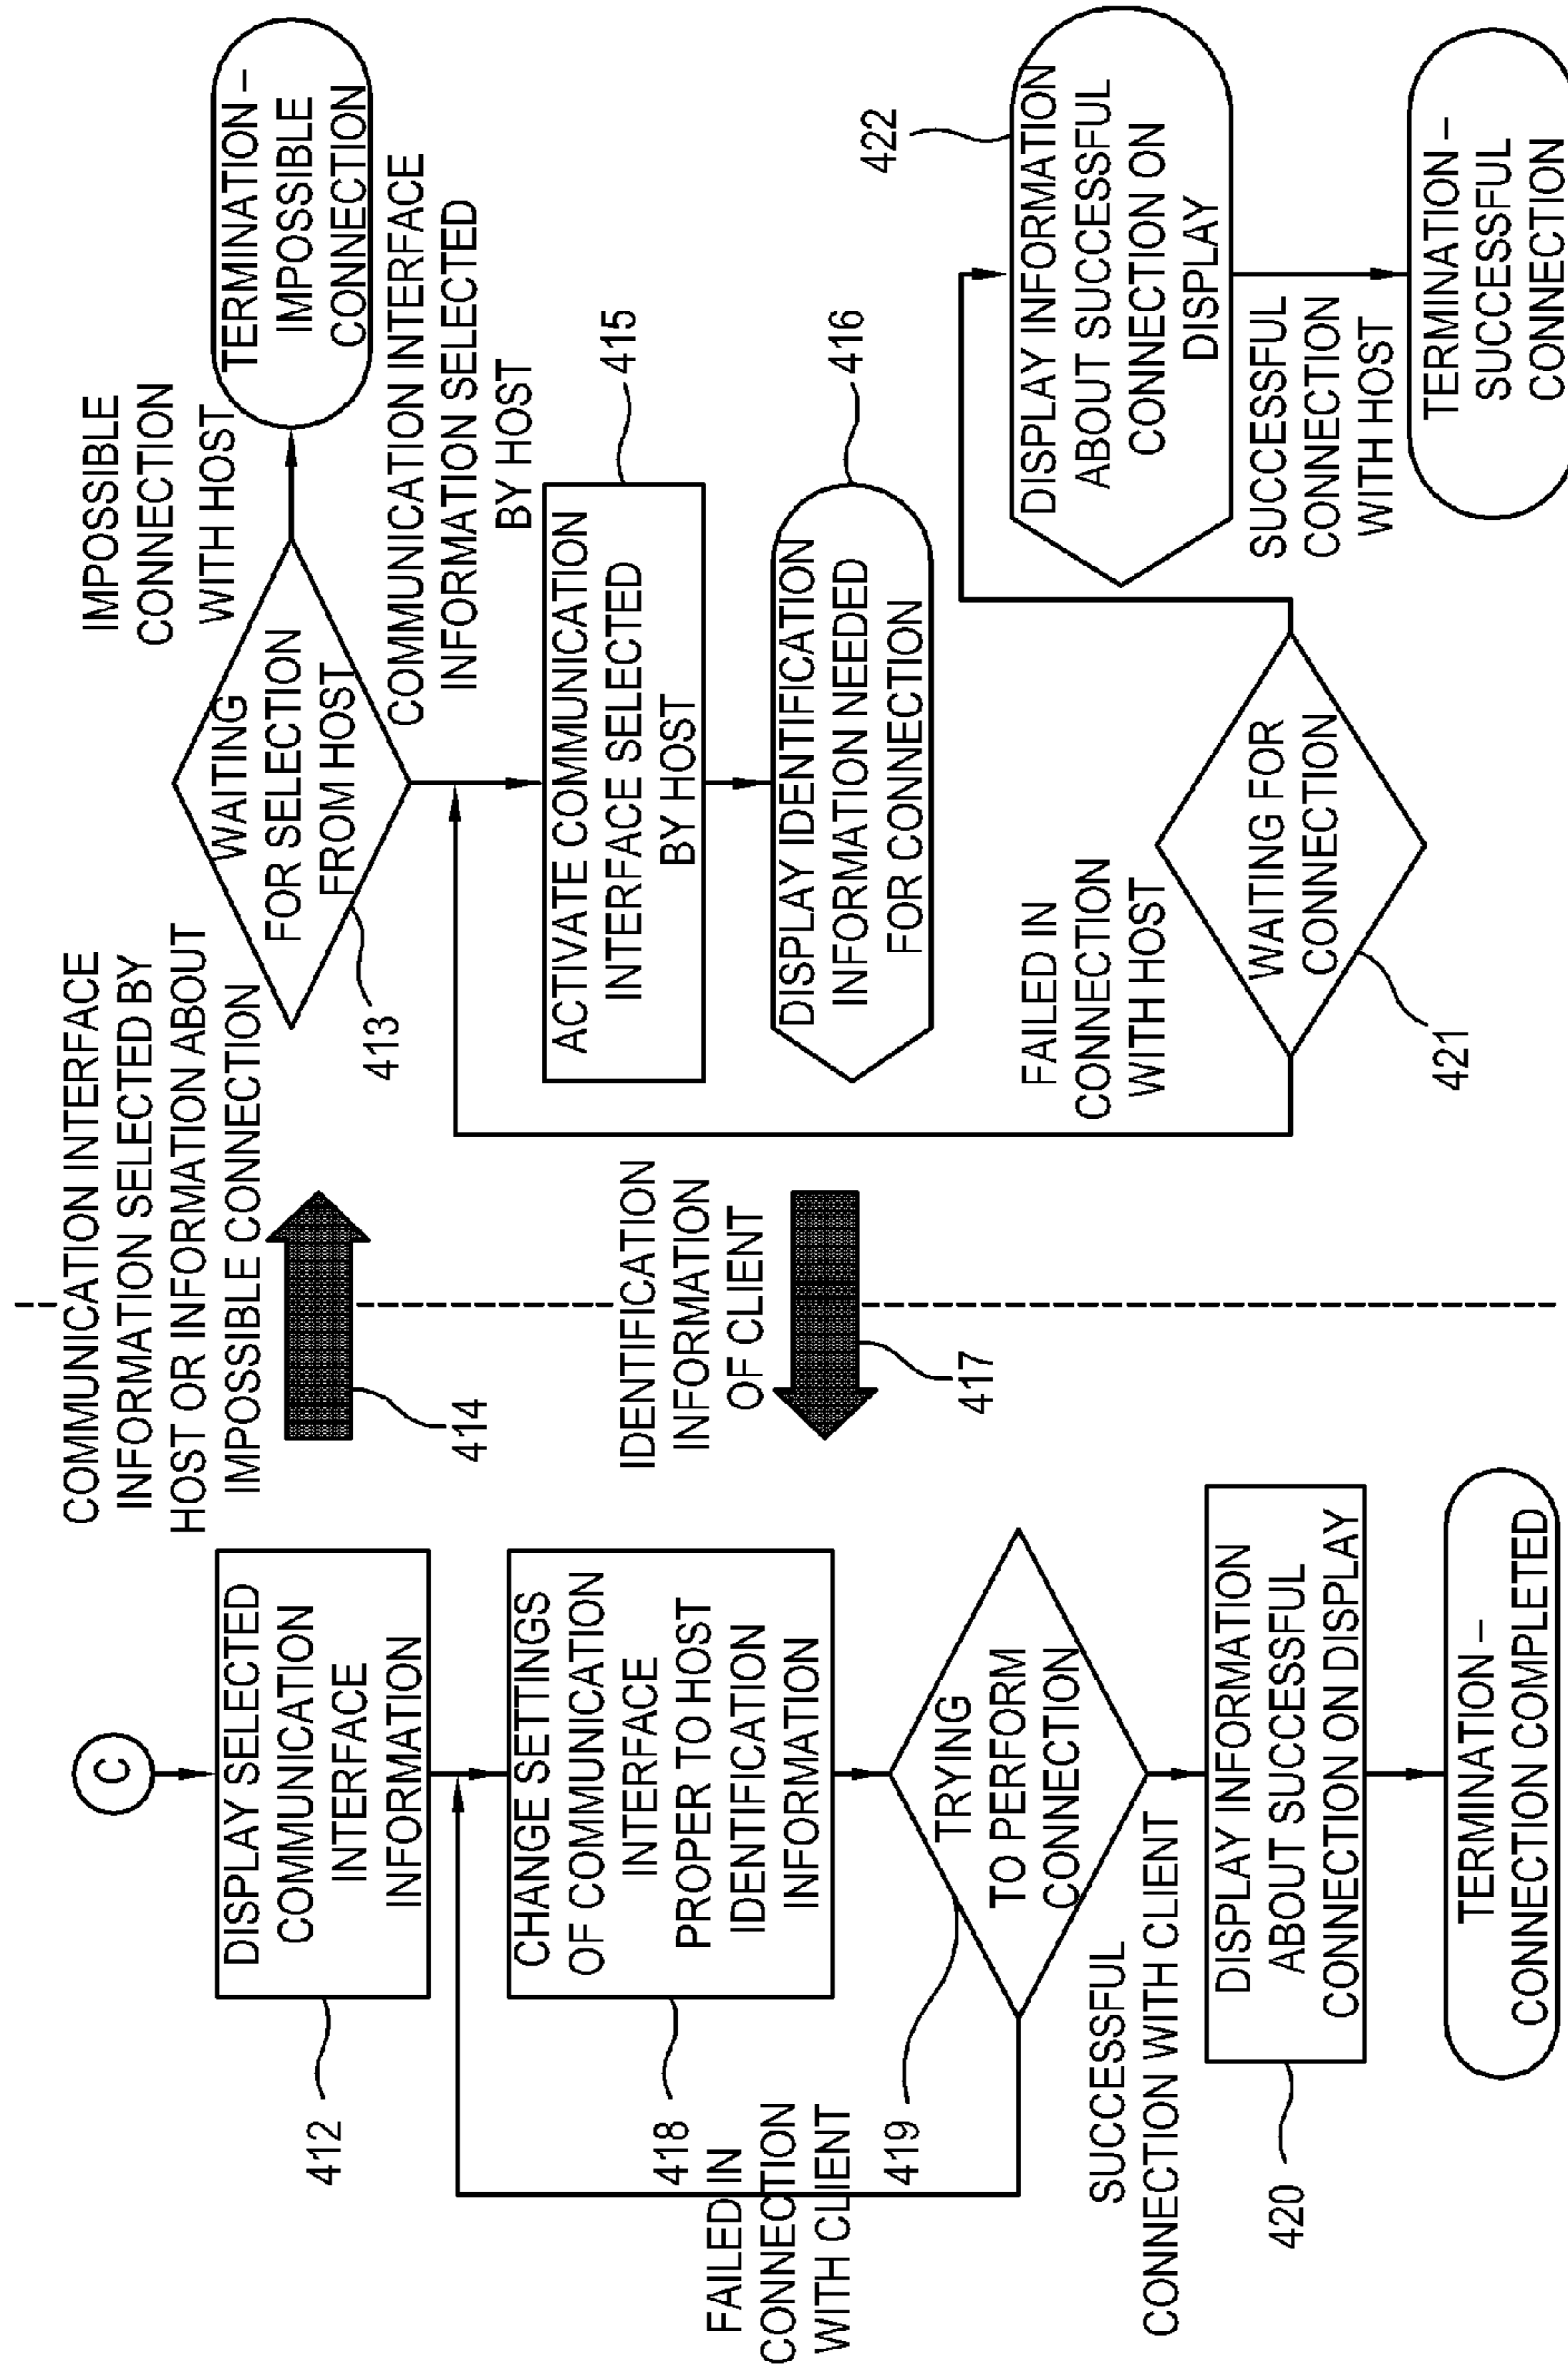 C
DISPLAY SELECTED
COMMUNICATION
INTERFACE
INFORMATION
412
CHANGE SETTINGS
OF COMMUNICATION
INTERFACE
PROPER TO HOST
IDENTIFICATION
INFORMATION
418
FAILED IN
CONNECTION
WITH CLIENT
TRYING
TO PERFORM
CONNECTION
419
SUCCESSFUL
CONNECTION WITH CLIENT
DISPLAY INFORMATION
ABOUT SUCCESSFUL
CONNECTION ON DISPLAY
420
TERMINATION–
CONNECTION COMPLETED
COMMUNICATION INTERFACE
INFORMATION SELECTED BY
HOST OR INFORMATION ABOUT
IMPOSSIBLE CONNECTION
414
IDENTIFICATION
INFORMATION
OF CLIENT
417
WAITING
FOR SELECTION
FROM HOST
413
IMPOSSIBLE
CONNECTION
WITH HOST
TERMINATION–
IMPOSSIBLE
CONNECTION
COMMUNICATION INTERFACE
INFORMATION SELECTED
BY HOST
ACTIVATE COMMUNICATION
INTERFACE SELECTED
BY HOST
415
DISPLAY IDENTIFICATION
INFORMATION NEEDED
FOR CONNECTION
416
FAILED IN
CONNECTION
WITH HOST
WAITING FOR
CONNECTION
421
DISPLAY INFORMATION
ABOUT SUCCESSFUL
CONNECTION ON
DISPLAY
422
SUCCESSFUL
CONNECTION
WITH HOST
TERMINATION–
SUCCESSFUL
CONNECTION